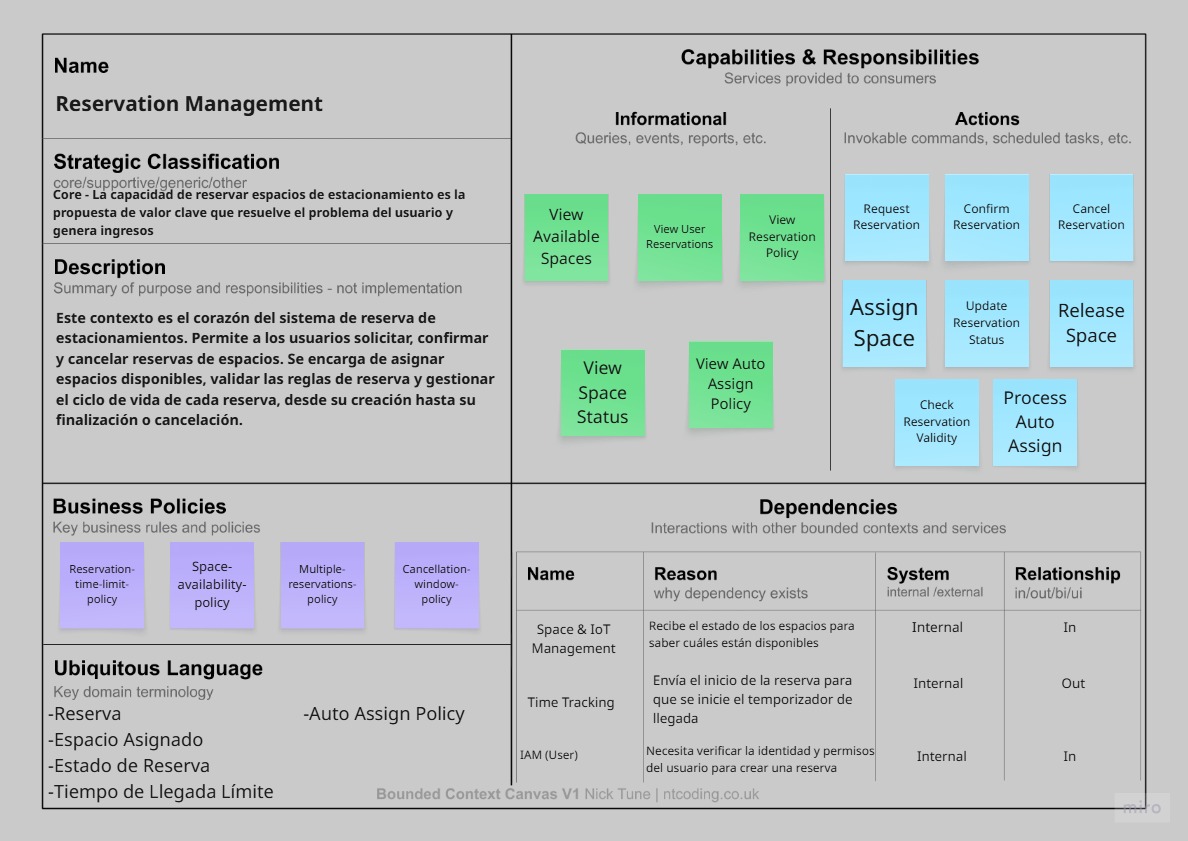 Name
Reservation Management
Strategic Classification
core/supportive/generic/other
Core - La capacidad de reservar espacios de estacionamiento es la
propuesta de valor clave que resuelve el problema del usuario y
genera ingresos
Description
Summary of purpose and responsibilities - not implementation
Este contexto es el corazón del sistema de reserva de
estacionamientos. Permite a los usuarios solicitar, confirmar
y cancelar reservas de espacios. Se encarga de asignar
espacios disponibles, validar las reglas de reserva y gestionar
el ciclo de vida de cada reserva, desde su creación hasta su
finalización o cancelación.
Capabilities & Responsibilities
Services provided to consumers
Informational
Queries, events, reports, etc.
View
Available
Spaces
View User
Reservations
View
Reservation
Policy
View
Space
Status
View Auto
Assign
Policy
Actions
Invokable commands, scheduled tasks, etc.
Request
Reservation
Confirm
Reservation
Cancel
Reservation
Assign
Space
Update
Reservation
Status
Release
Space
Check
Reservation
Validity
Process
Auto
Assign
Business Policies
Key business rules and policies
Reservation-
time-limit-
policy
Space-
availability-
policy
Multiple-
reservations-
policy
Cancellation-
window-
policy
Ubiquitous Language
Key domain terminology
-Reserva
-Espacio Asignado
-Estado de Reserva
-Tiempo de Llegada Límite
-Auto Assign Policy
Dependencies
Interactions with other bounded contexts and services
Name
Reason
why dependency exists
System
internal /external
Relationship
in/out/bi/ui
Space & IoT
Management
Recibe el estado de los espacios para
saber cuáles están disponibles
Internal
In
Time Tracking
Envía el inicio de la reserva para
que se inicie el temporizador de
llegada
Internal
Out
IAM (User)
Necesita verificar la identidad y permisos
del usuario para crear una reserva
Internal
In
Bounded Context Canvas V1 Nick Tune | ntcoding.co.uk
miro